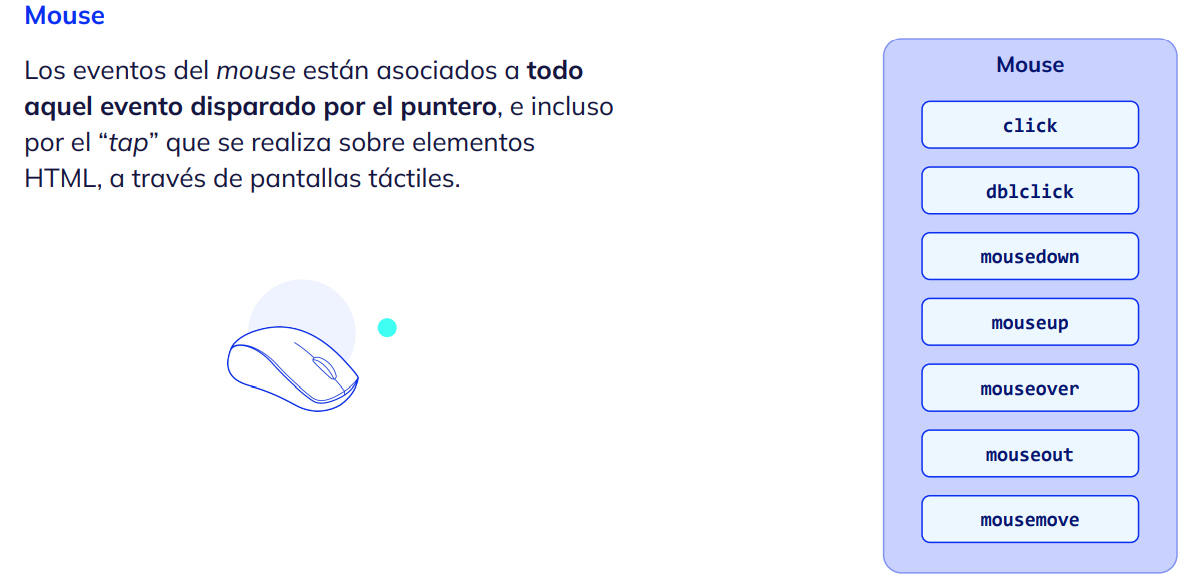 Mouse
Los eventos del mouse están asociados a todo
aquel evento disparado por el puntero, e incluso
por el “tap” que se realiza sobre elementos
HTML, a través de pantallas táctiles.
Mouse
click
dblclick
mousedown
mouseup
mouseover
mouseout
mousemove